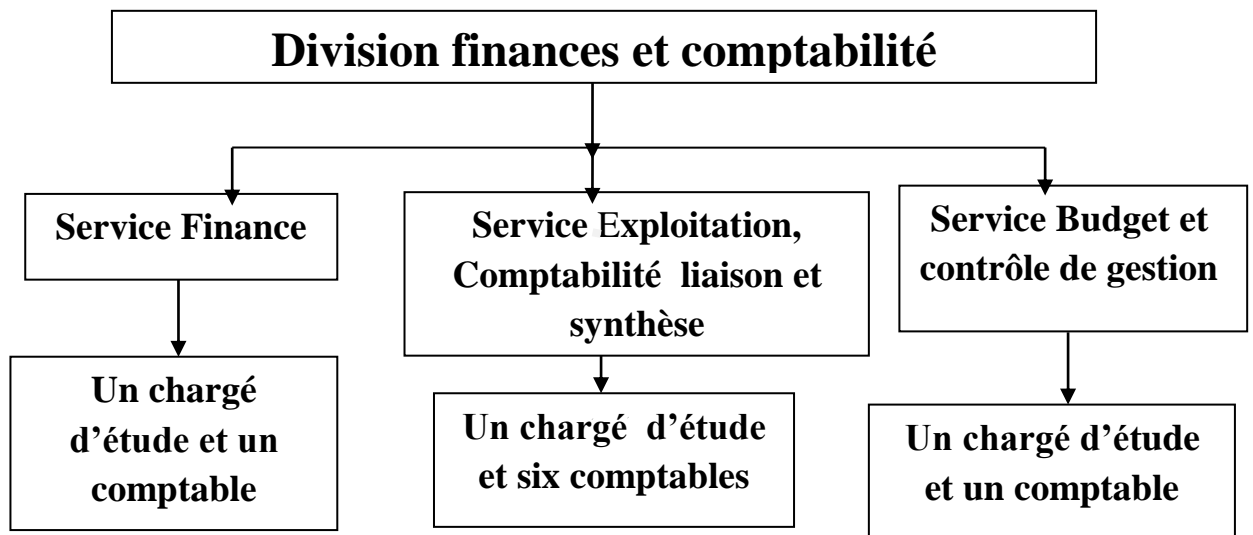 Division finances et comptabilité
Service Finance
Service Exploitation,
Comptabilité liaison et
synthèse
Service Budget et
contrôle de gestion
Un chargé
d'étude et un
comptable
Un chargé d'étude
et six comptables
Un chargé d'étude
et un comptable